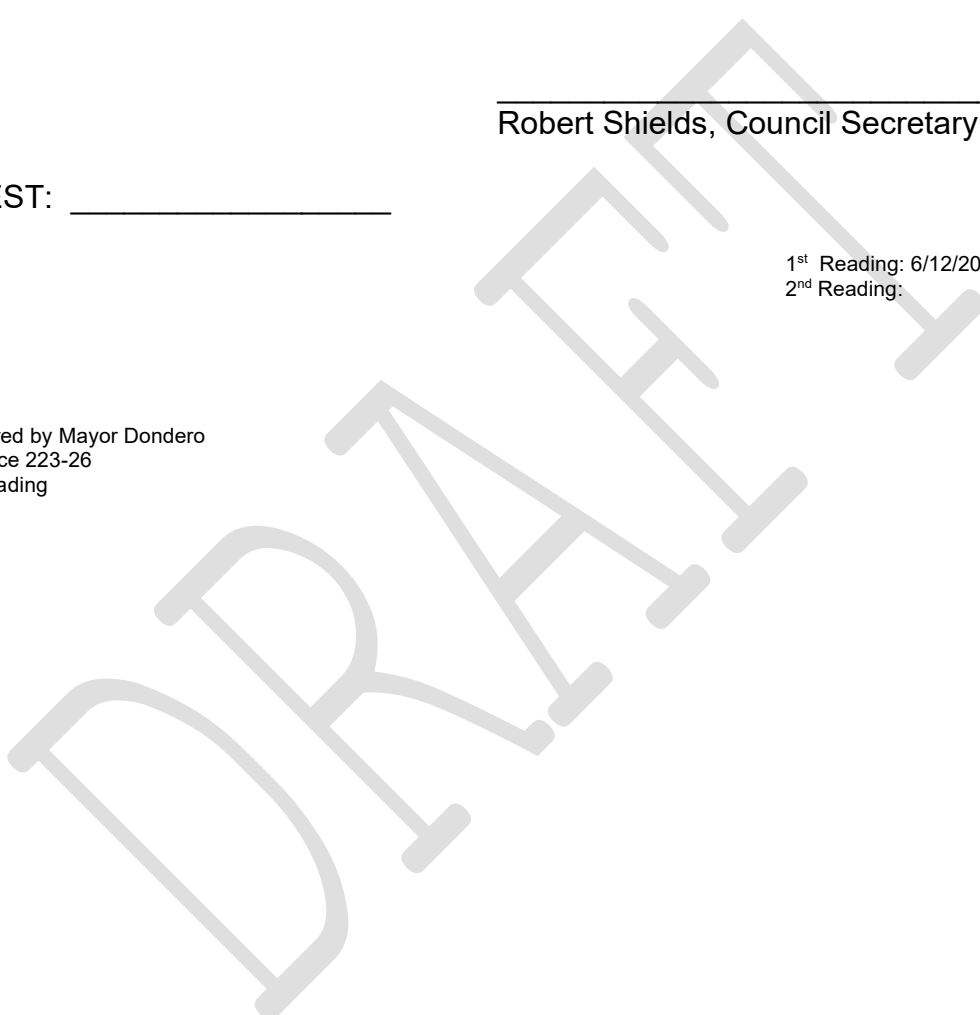 Robert Shields, Council Secretary
EST:
1st Reading: 6/12/20
2nd Reading:
red by Mayor Dondero
ce 223-26
ading
DRAFT